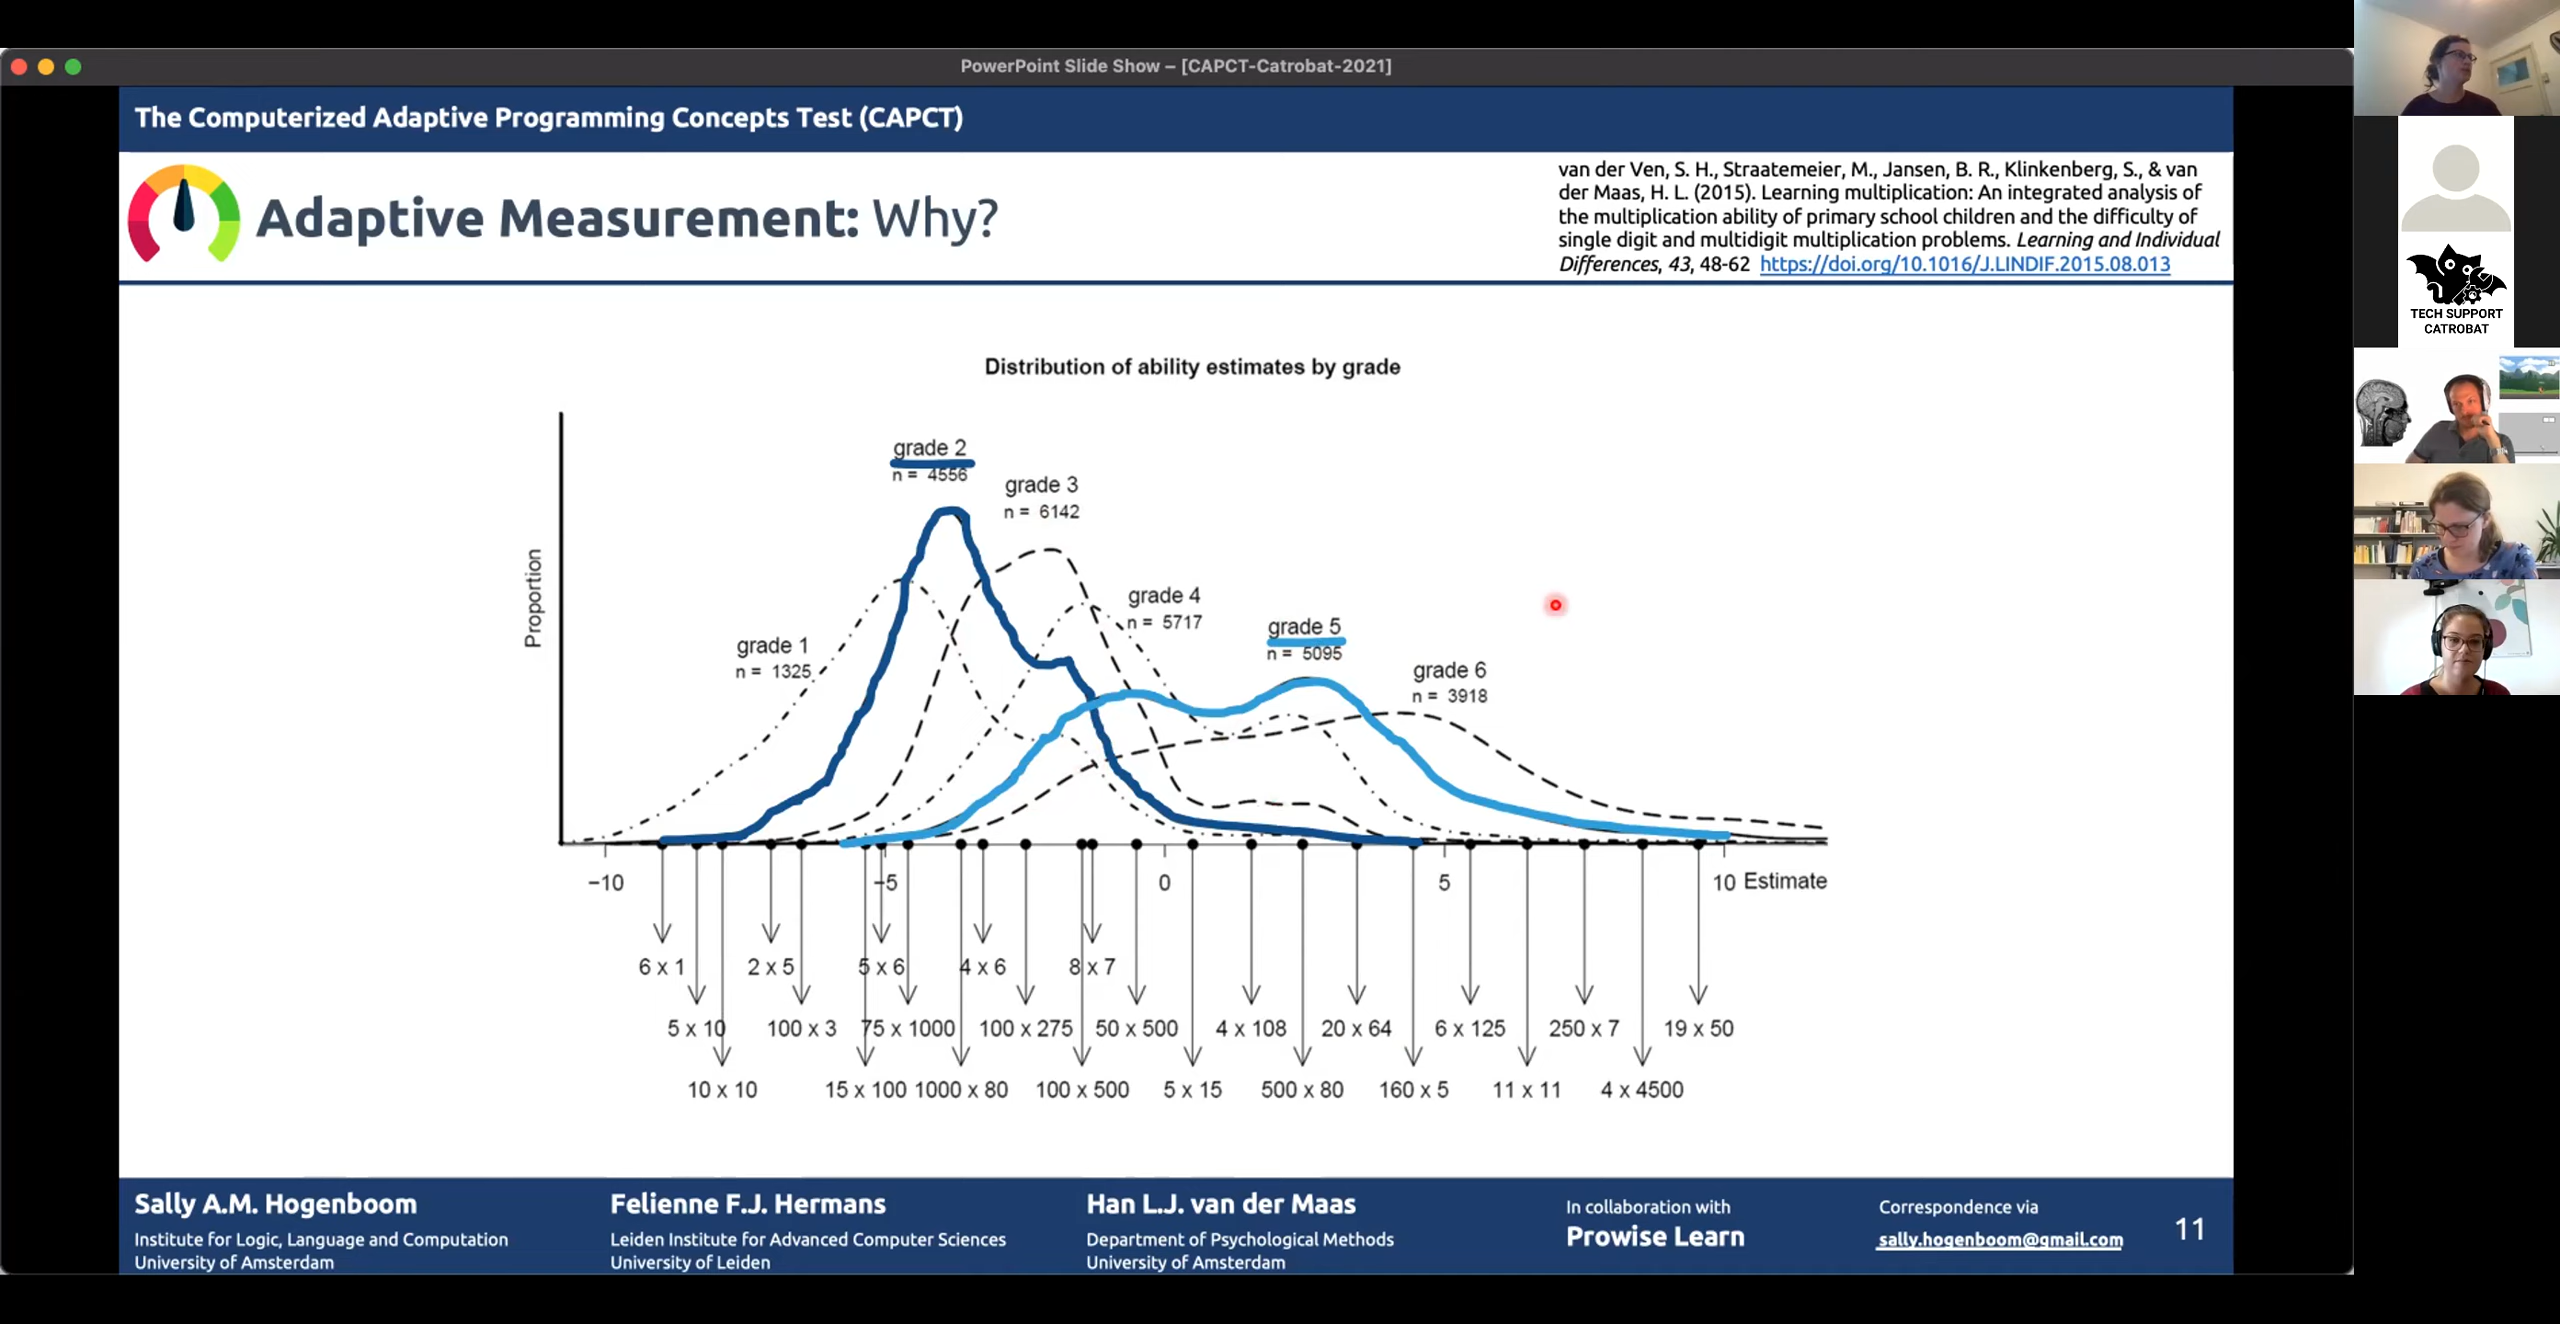 PowerPoint Slide Show – [CAPCT-Catrobat-2021]
The Computerized Adaptive Programming Concepts Test (CAPCT)
Adaptive Measurement: Why?
van der Ven, S. H., Straatemeier, M., Jansen, B. R., Klinkenberg, S., & van
der Maas, H. L. (2015). Learning multiplication: An integrated analysis of
the multiplication ability of primary school children and the difficulty of
single digit and multidigit multiplication problems. Learning and Individual
Differences, 43, 48-62 https://doi.org/10.1016/J.LINDIF.2015.08.013
TECH SUPPORT
CATROBAT
Distribution of ability estimates by grade
grade 2
n = 4556
grade 3
n = 6142
grade 4
n = 5717
grade 5
n = 5095
grade 1
n = 1325
grade 6
n = 3918
Proportion
−10 −5 0 5 10 Estimate
6 x 1 2 x 5 5 x 6 4 x 6 8 x 7
5 x 10 100 x 3 75 x 1000 100 x 275 50 x 500 4 x 108 20 x 64 6 x 125 250 x 7 19 x 50
10 x 10 15 x 100 1000 x 80 100 x 500 5 x 15 500 x 80 160 x 5 11 x 11 4 x 4500
Sally A.M. Hogenboom
Institute for Logic, Language and Computation
University of Amsterdam
Felienne F.J. Hermans
Leiden Institute for Advanced Computer Sciences
University of Leiden
Han L.J. van der Maas
Department of Psychological Methods
University of Amsterdam
In collaboration with
Prowise Learn
Correspondence via
sally.hogenboom@gmail.com
11